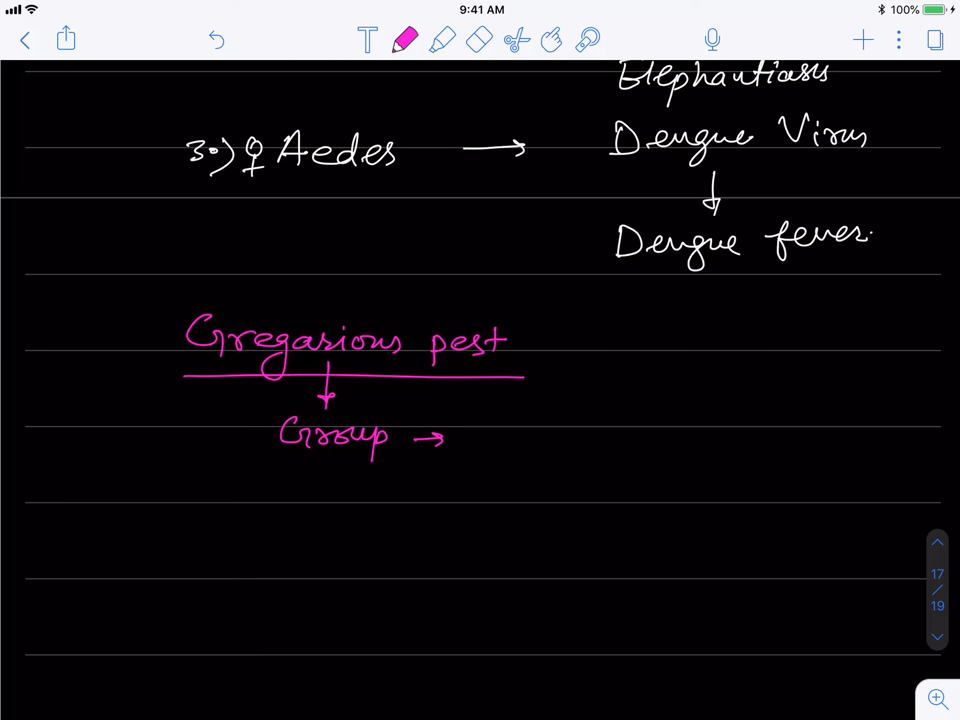 9:41 AM
100%
T
Elephantiasis
3.) ♀ Aedes → Dengue Virus
↓
Dengue fever.
Gregarious pest
↓
Group →
17
/
19